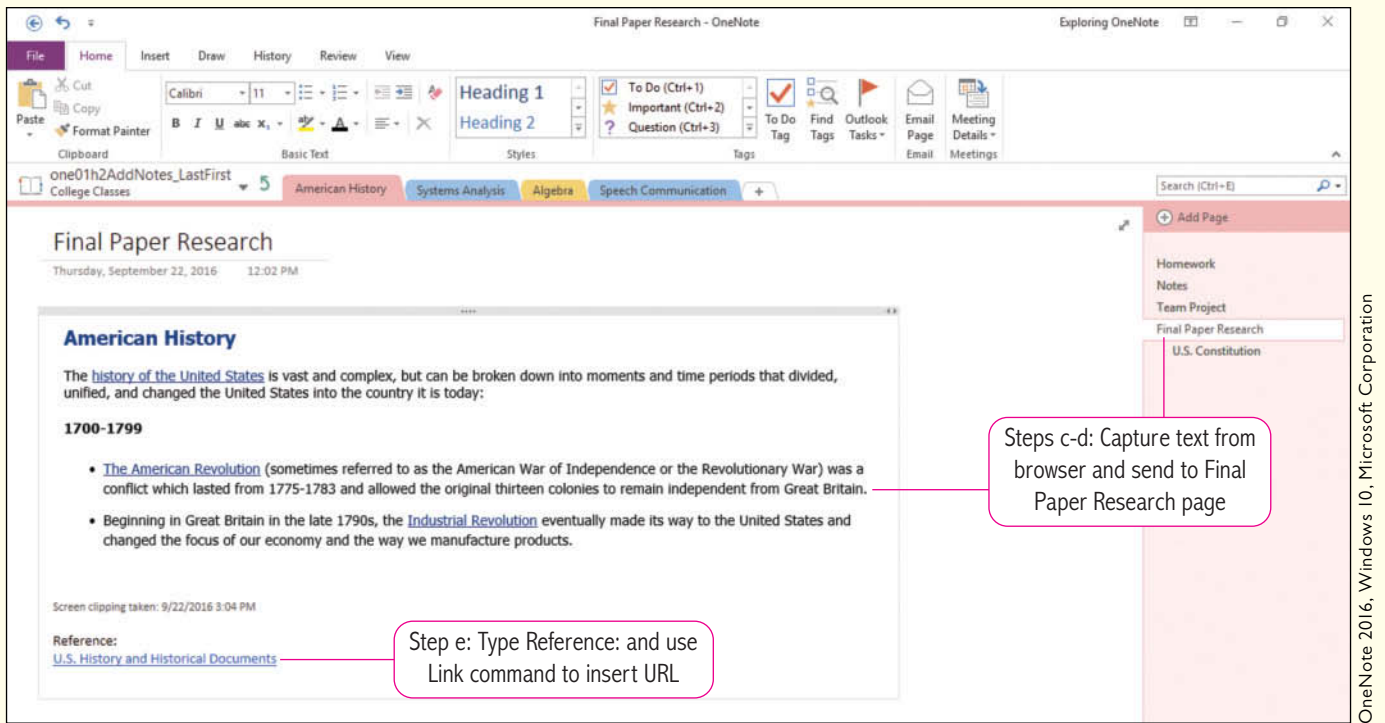 Final Paper Research - OneNote
Exploring OneNote
File Home Insert Draw History Review View
Paste
Cut
Copy
Format Painter
Clipboard
Calibri 11
B I U abc x,
A
Basic Text
Heading 1
Heading 2
Styles
To Do (Ctrl+1)
Important (Ctrl+2)
? Question (Ctrl+3)
To Do
Tag
Find
Tags
Outlook
Tasks
Tags
Email
Page
Email
Meeting
Details
Meetings
one01h2AddNotes_LastFirst
College Classes
American History
Systems Analysis
Algebra
Speech Communication
+
Search (Ctrl+E)
Add Page
Homework
Notes
Team Project
Final Paper Research
U.S. Constitution
Final Paper Research
Thursday, September 22, 2016 12:02 PM
American History
The history of the United States is vast and complex, but can be broken down into moments and time periods that divided,
unified, and changed the United States into the country it is today:
1700-1799
• The American Revolution (sometimes referred to as the American War of Independence or the Revolutionary War) was a
conflict which lasted from 1775-1783 and allowed the original thirteen colonies to remain independent from Great Britain.
• Beginning in Great Britain in the late 1790s, the Industrial Revolution eventually made its way to the United States and
changed the focus of our economy and the way we manufacture products.
Screen clipping taken: 9/22/2016 3:04 PM
Reference:
U.S. History and Historical Documents
Steps c-d: Capture text from
browser and send to Final
Paper Research page
Step e: Type Reference: and use
Link command to insert URL
OneNote 2016, Windows 10, Microsoft Corporation